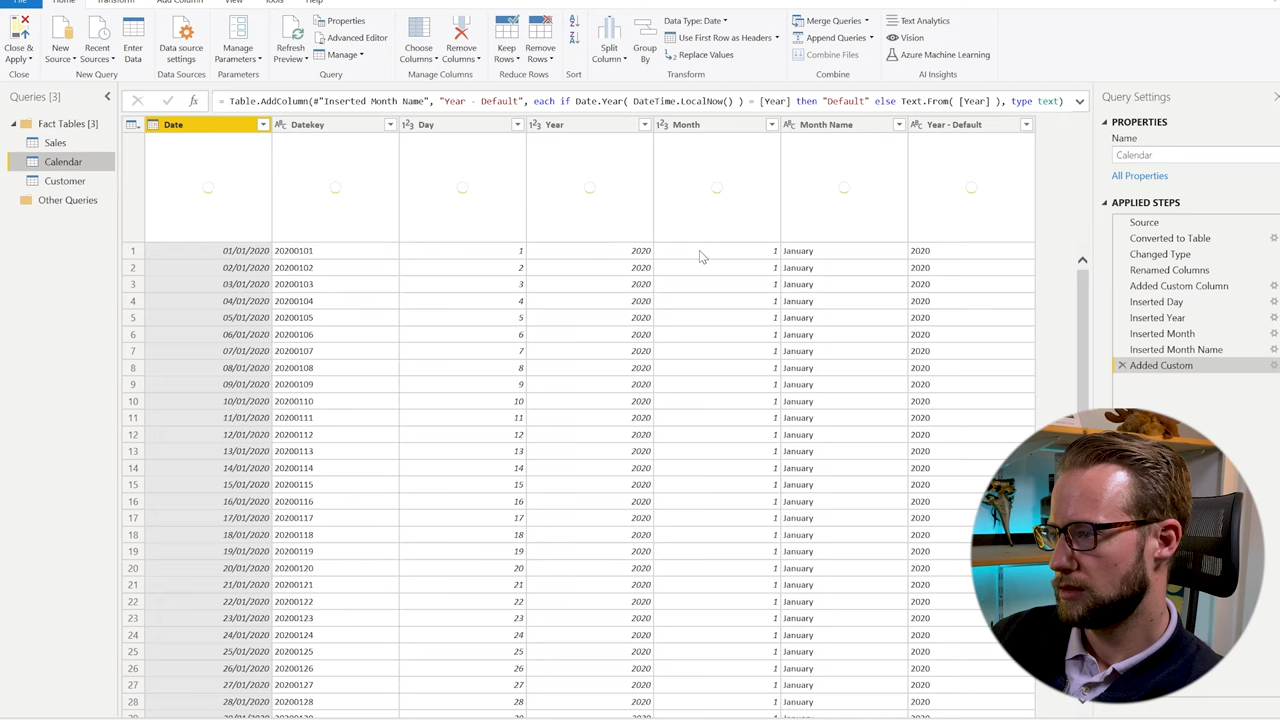 File Home Transform Add Column View Tools Help
Close & Apply
New Source
Recent Sources
Enter Data
Data source settings
Manage Parameters
Refresh Preview
Properties
Advanced Editor
Manage
Choose Columns
Remove Columns
Keep Rows
Remove Rows
Split Column
Group By
Data Type: Date
Use First Row as Headers
Replace Values
Merge Queries
Append Queries
Combine Files
Text Analytics
Vision
Azure Machine Learning
Close New Query Data Sources Parameters Query Manage Columns Reduce Rows Sort Transform Combine AI Insights
Queries [3]
Fact Tables [3]
Sales
Calendar
Customer
Other Queries
= Table.AddColumn(#"Inserted Month Name", "Year - Default", each if Date.Year( DateTime.LocalNow() ) = [Year] then "Default" else Text.From( [Year] ), type text)
Date Datekey Day Year Month Month Name Year - Default
1 01/01/2020 20200101 1 2020 1 January 2020
2 02/01/2020 20200102 2 2020 1 January 2020
3 03/01/2020 20200103 3 2020 1 January 2020
4 04/01/2020 20200104 4 2020 1 January 2020
5 05/01/2020 20200105 5 2020 1 January 2020
6 06/01/2020 20200106 6 2020 1 January 2020
7 07/01/2020 20200107 7 2020 1 January 2020
8 08/01/2020 20200108 8 2020 1 January 2020
9 09/01/2020 20200109 9 2020 1 January 2020
10 10/01/2020 20200110 10 2020 1 January 2020
11 11/01/2020 20200111 11 2020 1 January 2020
12 12/01/2020 20200112 12 2020 1 January 2020
13 13/01/2020 20200113 13 2020 1 January 2020
14 14/01/2020 20200114 14 2020 1 January 2020
15 15/01/2020 20200115 15 2020 1 January 2020
16 16/01/2020 20200116 16 2020 1 January 2020
17 17/01/2020 20200117 17 2020 1 January 2020
18 18/01/2020 20200118 18 2020 1 January 2020
19 19/01/2020 20200119 19 2020 1 January 2020
20 20/01/2020 20200120 20 2020 1 January 2020
21 21/01/2020 20200121 21 2020 1 January 2020
22 22/01/2020 20200122 22 2020 1 January 2020
23 23/01/2020 20200123 23 2020 1 January 2020
24 24/01/2020 20200124 24 2020 1 January 2020
25 25/01/2020 20200125 25 2020 1 January 2020
26 26/01/2020 20200126 26 2020 1 January 2020
27 27/01/2020 20200127 27 2020 1 January 2020
28 28/01/2020 20200128 28 2020 1 January 2020
Query Settings
PROPERTIES
Name
Calendar
All Properties
APPLIED STEPS
Source
Converted to Table
Changed Type
Renamed Columns
Added Custom Column
Inserted Day
Inserted Year
Inserted Month
Inserted Month Name
Added Custom